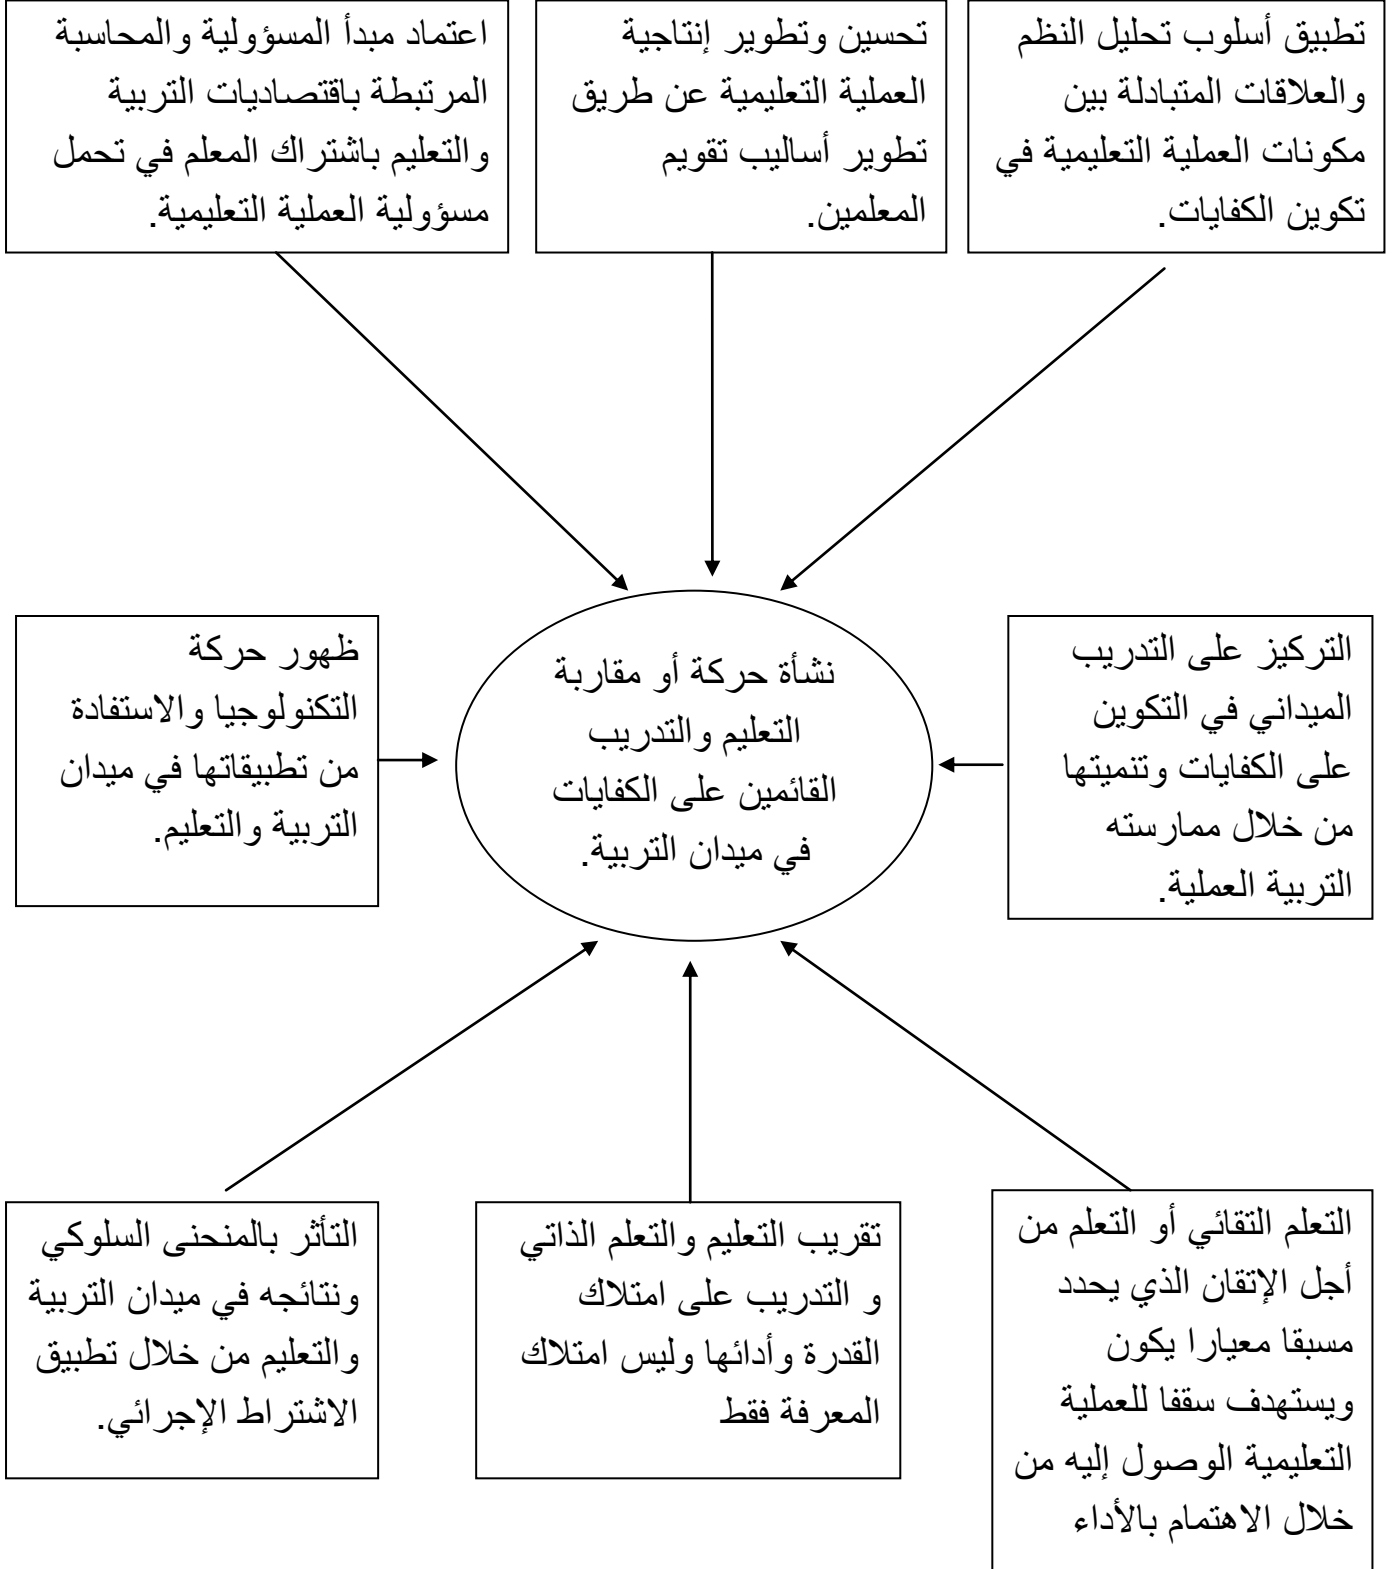 تطبيق أسلوب تحليل النظم
والعلاقات المتبادلة بين
مكونات العملية التعليمية في
تكوين الكفايات.
تحسين وتطوير إنتاجية
العملية التعليمية عن طريق
تطوير أساليب تقويم
المعلمين.
اعتماد مبدأ المسؤولية والمحاسبة
المرتبطة باقتصاديات التربية
والتعليم باشتراك المعلم في تحمل
مسؤولية العملية التعليمية.
التركيز على التدريب
الميداني في التكوين
على الكفايات وتنميتها
من خلال ممارسته
التربية العملية.
نشأة حركة أو مقاربة
التعليم والتدريب
القائمين على الكفايات
في ميدان التربية.
ظهور حركة
التكنولوجيا والاستفادة
من تطبيقاتها في ميدان
التربية والتعليم.
التعلم التقائي أو التعلم من
أجل الإتقان الذي يحدد
مسبقا معيارا يكون
ويستهدف سقفا للعملية
التعليمية الوصول إليه من
خلال الاهتمام بالأداء
تقريب التعليم والتعلم الذاتي
و التدريب على امتلاك
القدرة وأدائها وليس امتلاك
المعرفة فقط
التأثر بالمنحنى السلوكي
ونتائجه في ميدان التربية
والتعليم من خلال تطبيق
الاشتراط الإجرائي.